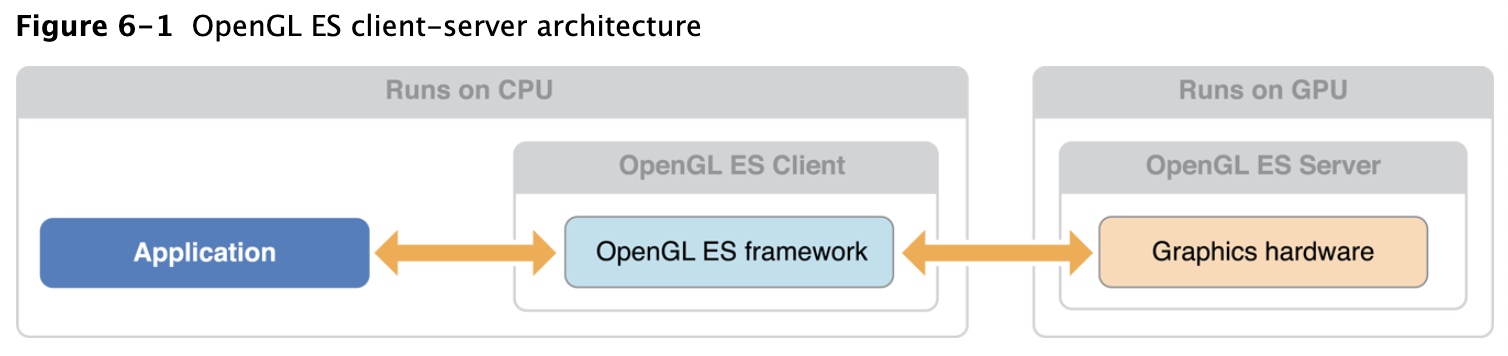 Figure 6-1 OpenGL ES client-server architecture
Runs on CPU
Runs on GPU
OpenGL ES Client
OpenGL ES Server
Application
OpenGL ES framework
Graphics hardware